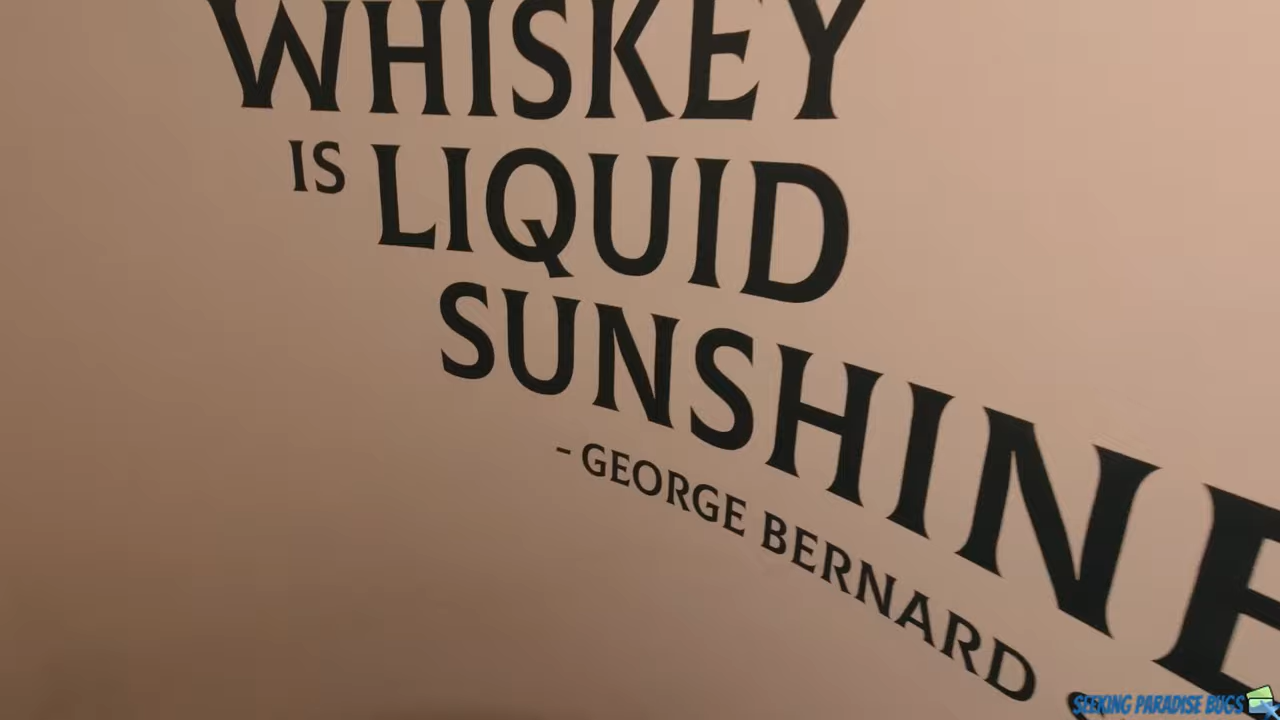 WHISKEY
IS LIQUID
SUNSHINE
- GEORGE BERNARD
SEEKING PARADISE BUGS